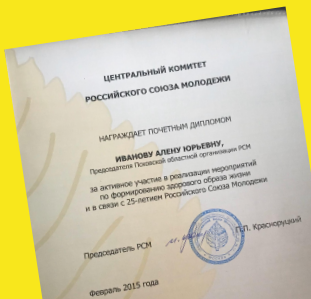 ЦЕНТРАЛЬНЫЙ КОМИТЕТ
РОССИЙСКОГО СОЮЗА МОЛОДЕЖИ
НАГРАЖДАЕТ ПОЧЕТНЫМ ДИПЛОМОМ
ИВАНОВУ АЛЕНУ ЮРЬЕВНУ,
Председателя Псковской областной организации РСМ
за активное участие в реализации мероприятий
по формированию здорового образа жизни
и в связи с 25-летием Российского Союза Молодежи
Председатель РСМ
Красноруцкий
Февраль 2015 года